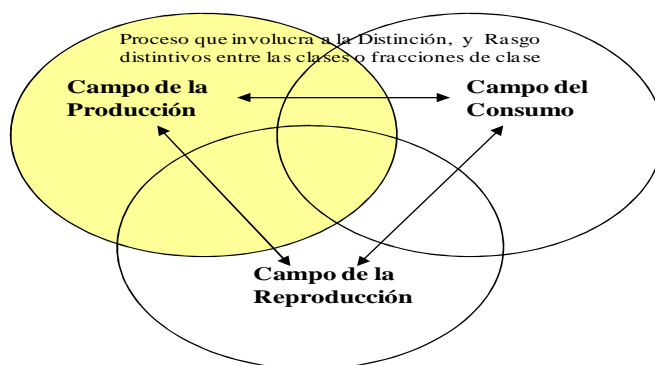 Proceso que involucra a la Distinción, y Rasgo
distintivos entre las clases o fracciones de clase
Campo de la
Producción
Campo del
Consumo
Campo de la
Reproducción